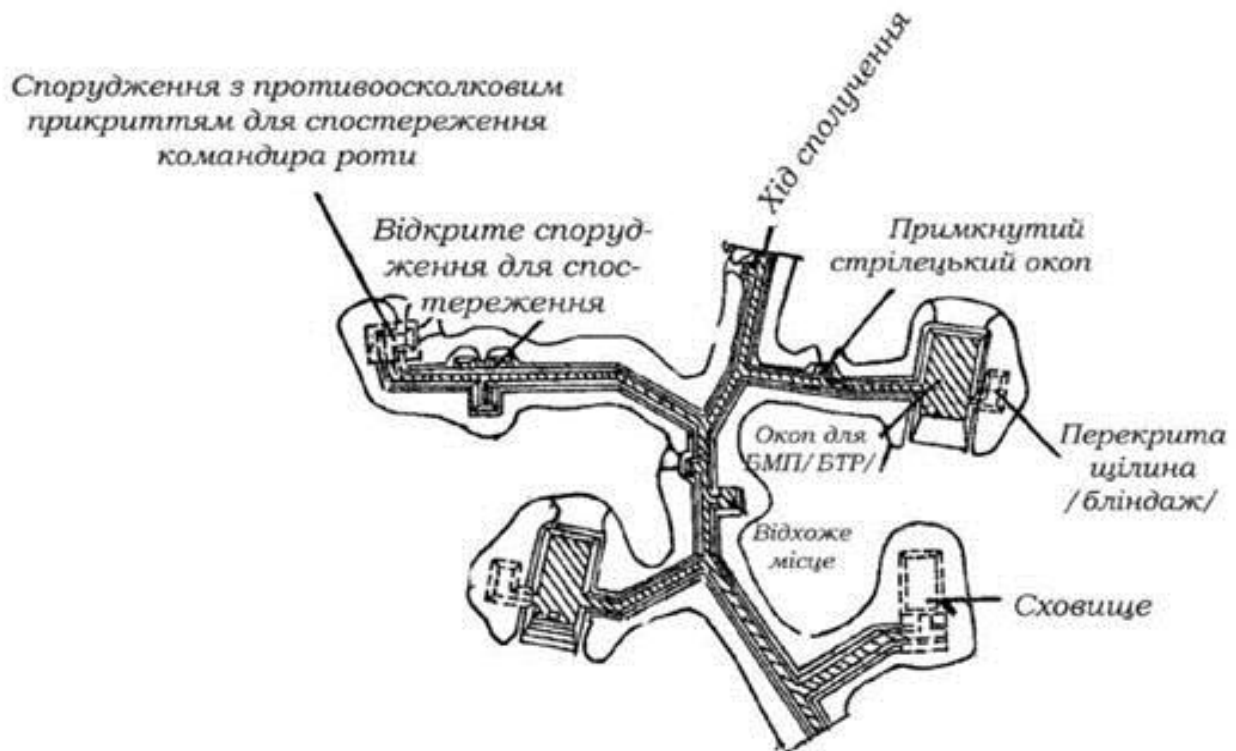 Спорудження з противоосколковим
прикриттям для спостереження
командира роти
Відкрите споруд-
ження для спос-
тереження
Хід сполучення
Примкнутий
стрілецький окоп
Окоп для
БМП/ БТР/
Перекрита
щілина
/бліндаж/
Відхоже
місце
Сховище